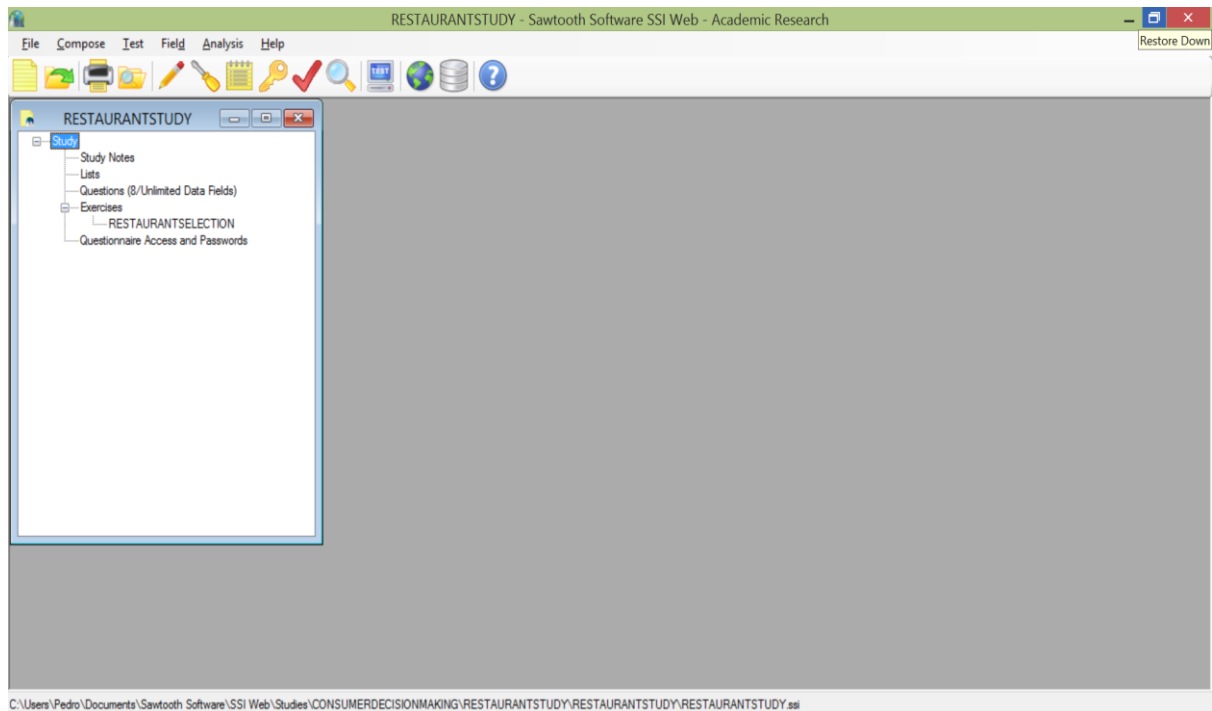 RESTAURANTSTUDY - Sawtooth Software SSI Web - Academic Research
File Compose Test Field Analysis Help
Restore Down
TEST
RESTAURANTSTUDY
Study
Study Notes
Lists
Questions (8/Unlimited Data Fields)
Exercises
RESTAURANTSELECTION
Questionnaire Access and Passwords
C:\Users\Pedro\Documents\Sawtooth Software\SSI Web\Studies\CONSUMERDECISIONMAKING\RESTAURANTSTUDY\RESTAURANTSTUDY\RESTAURANTSTUDY.ssi